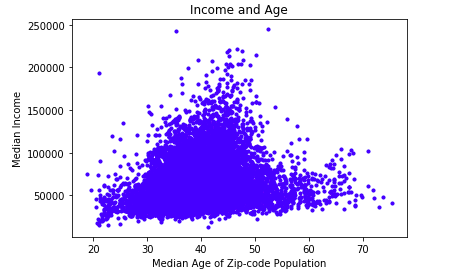 Income and Age
250000
200000
150000
100000
50000
Median Income
20 30 40 50 60 70
Median Age of Zip-code Population